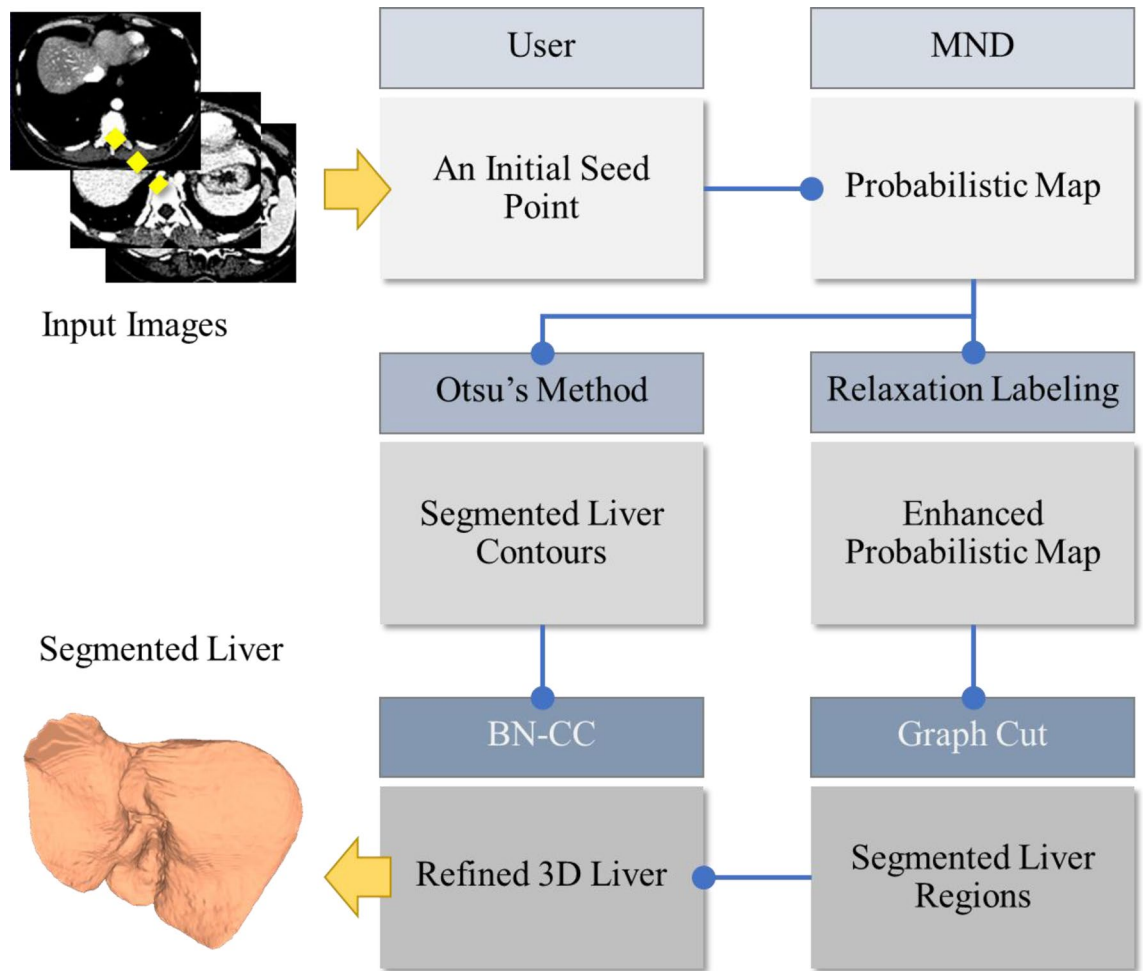 User
MND
An Initial Seed
Point
Probabilistic Map
Input Images
Otsu's Method
Relaxation Labeling
Segmented Liver
Contours
Enhanced
Probabilistic Map
Segmented Liver
BN-CC
Graph Cut
Refined 3D Liver
Segmented Liver
Regions